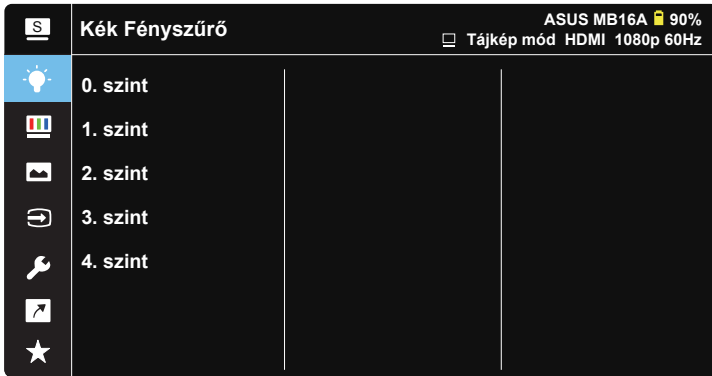 S
Kék Fényszűrő
ASUS MB16A 90%
Tájkép mód HDMI 1080p 60Hz
0. szint
1. szint
2. szint
3. szint
4. szint